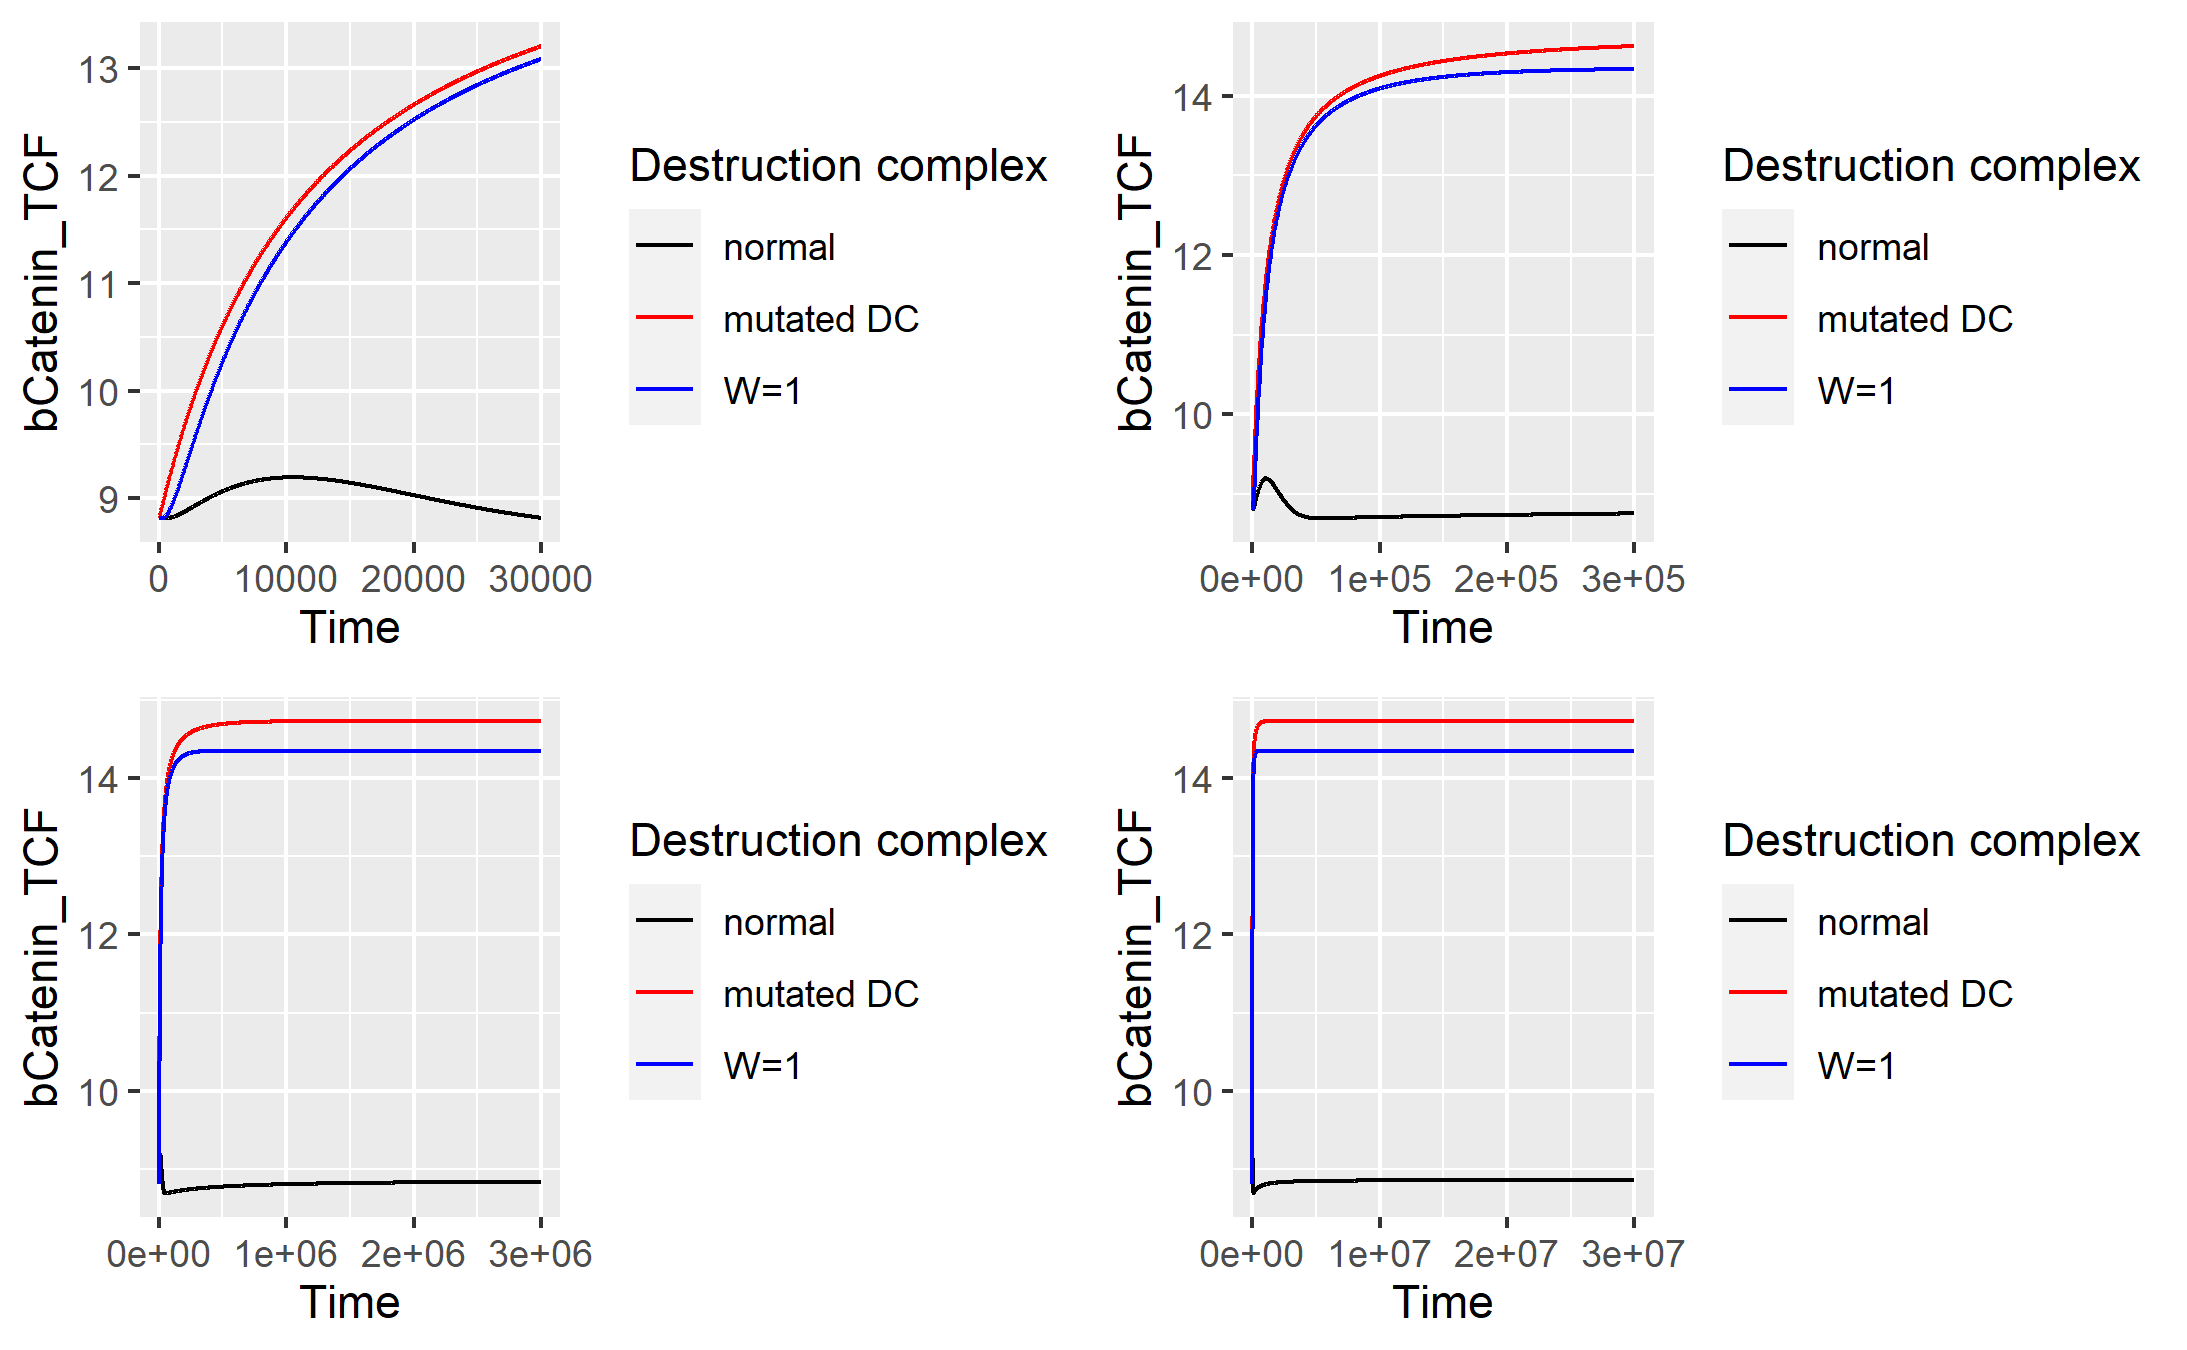 bCatenin_TCF
13
12
11
10
9
0 10000 20000 30000
Time
Destruction complex
normal
mutated DC
W=1
bCatenin_TCF
14
12
10
0e+00 1e+05 2e+05 3e+05
Time
Destruction complex
normal
mutated DC
W=1
bCatenin_TCF
14
12
10
0e+00 1e+06 2e+06 3e+06
Time
Destruction complex
normal
mutated DC
W=1
bCatenin_TCF
14
12
10
0e+00 1e+07 2e+07 3e+07
Time
Destruction complex
normal
mutated DC
W=1